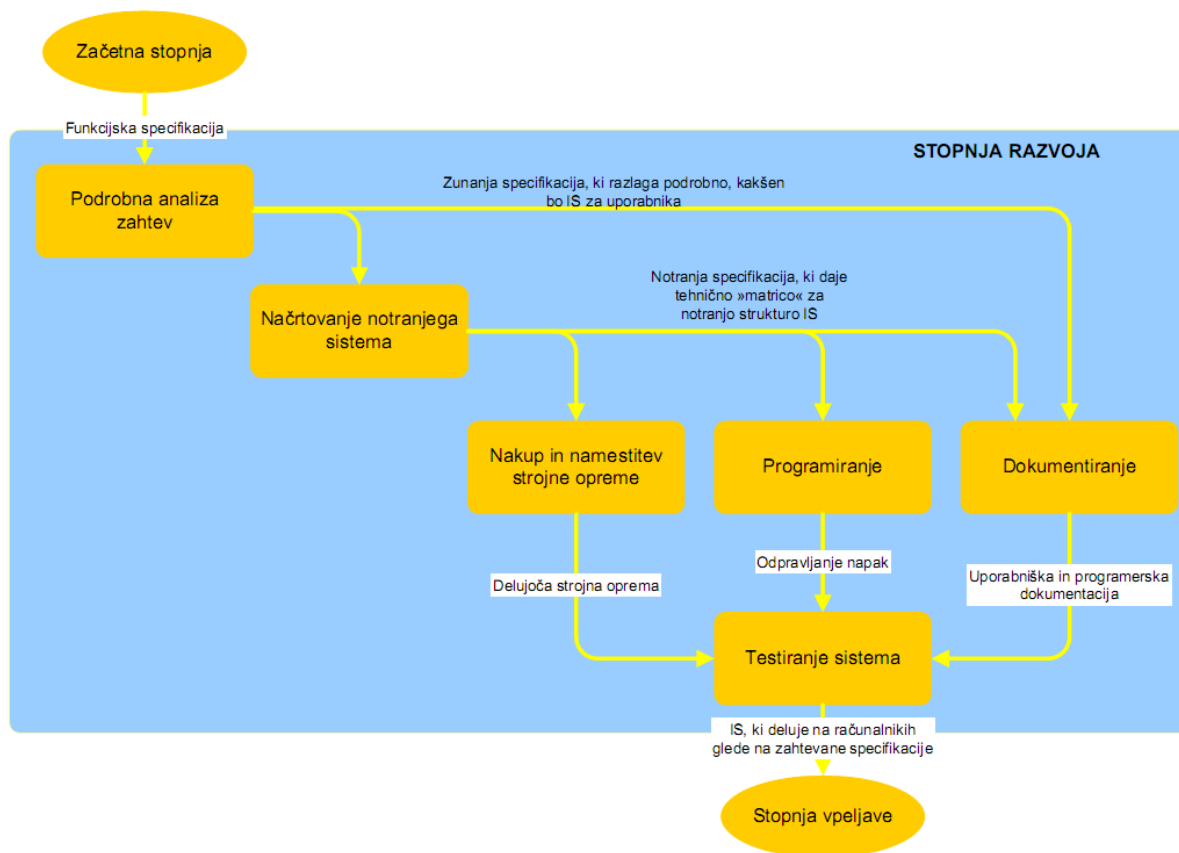 Začetna stopnja
Funkcijska specifikacija
STOPNJA RAZVOJA
Podrobna analiza
zahtev
Zunanja specifikacija, ki razlaga podrobno, kakšen
bo IS za uporabnika
Načrtovanje notranjega
sistema
Notranja specifikacija, ki daje
tehnično »matrico« za
notranjo strukturo IS
Nakup in namestitev
strojne opreme
Programiranje
Dokumentiranje
Delujoča strojna oprema
Odpravljanje napak
Uporabniška in programerska
dokumentacija
Testiranje sistema
IS, ki deluje na računalnikih
glede na zahtevane specifikacije
Stopnja vpeljave